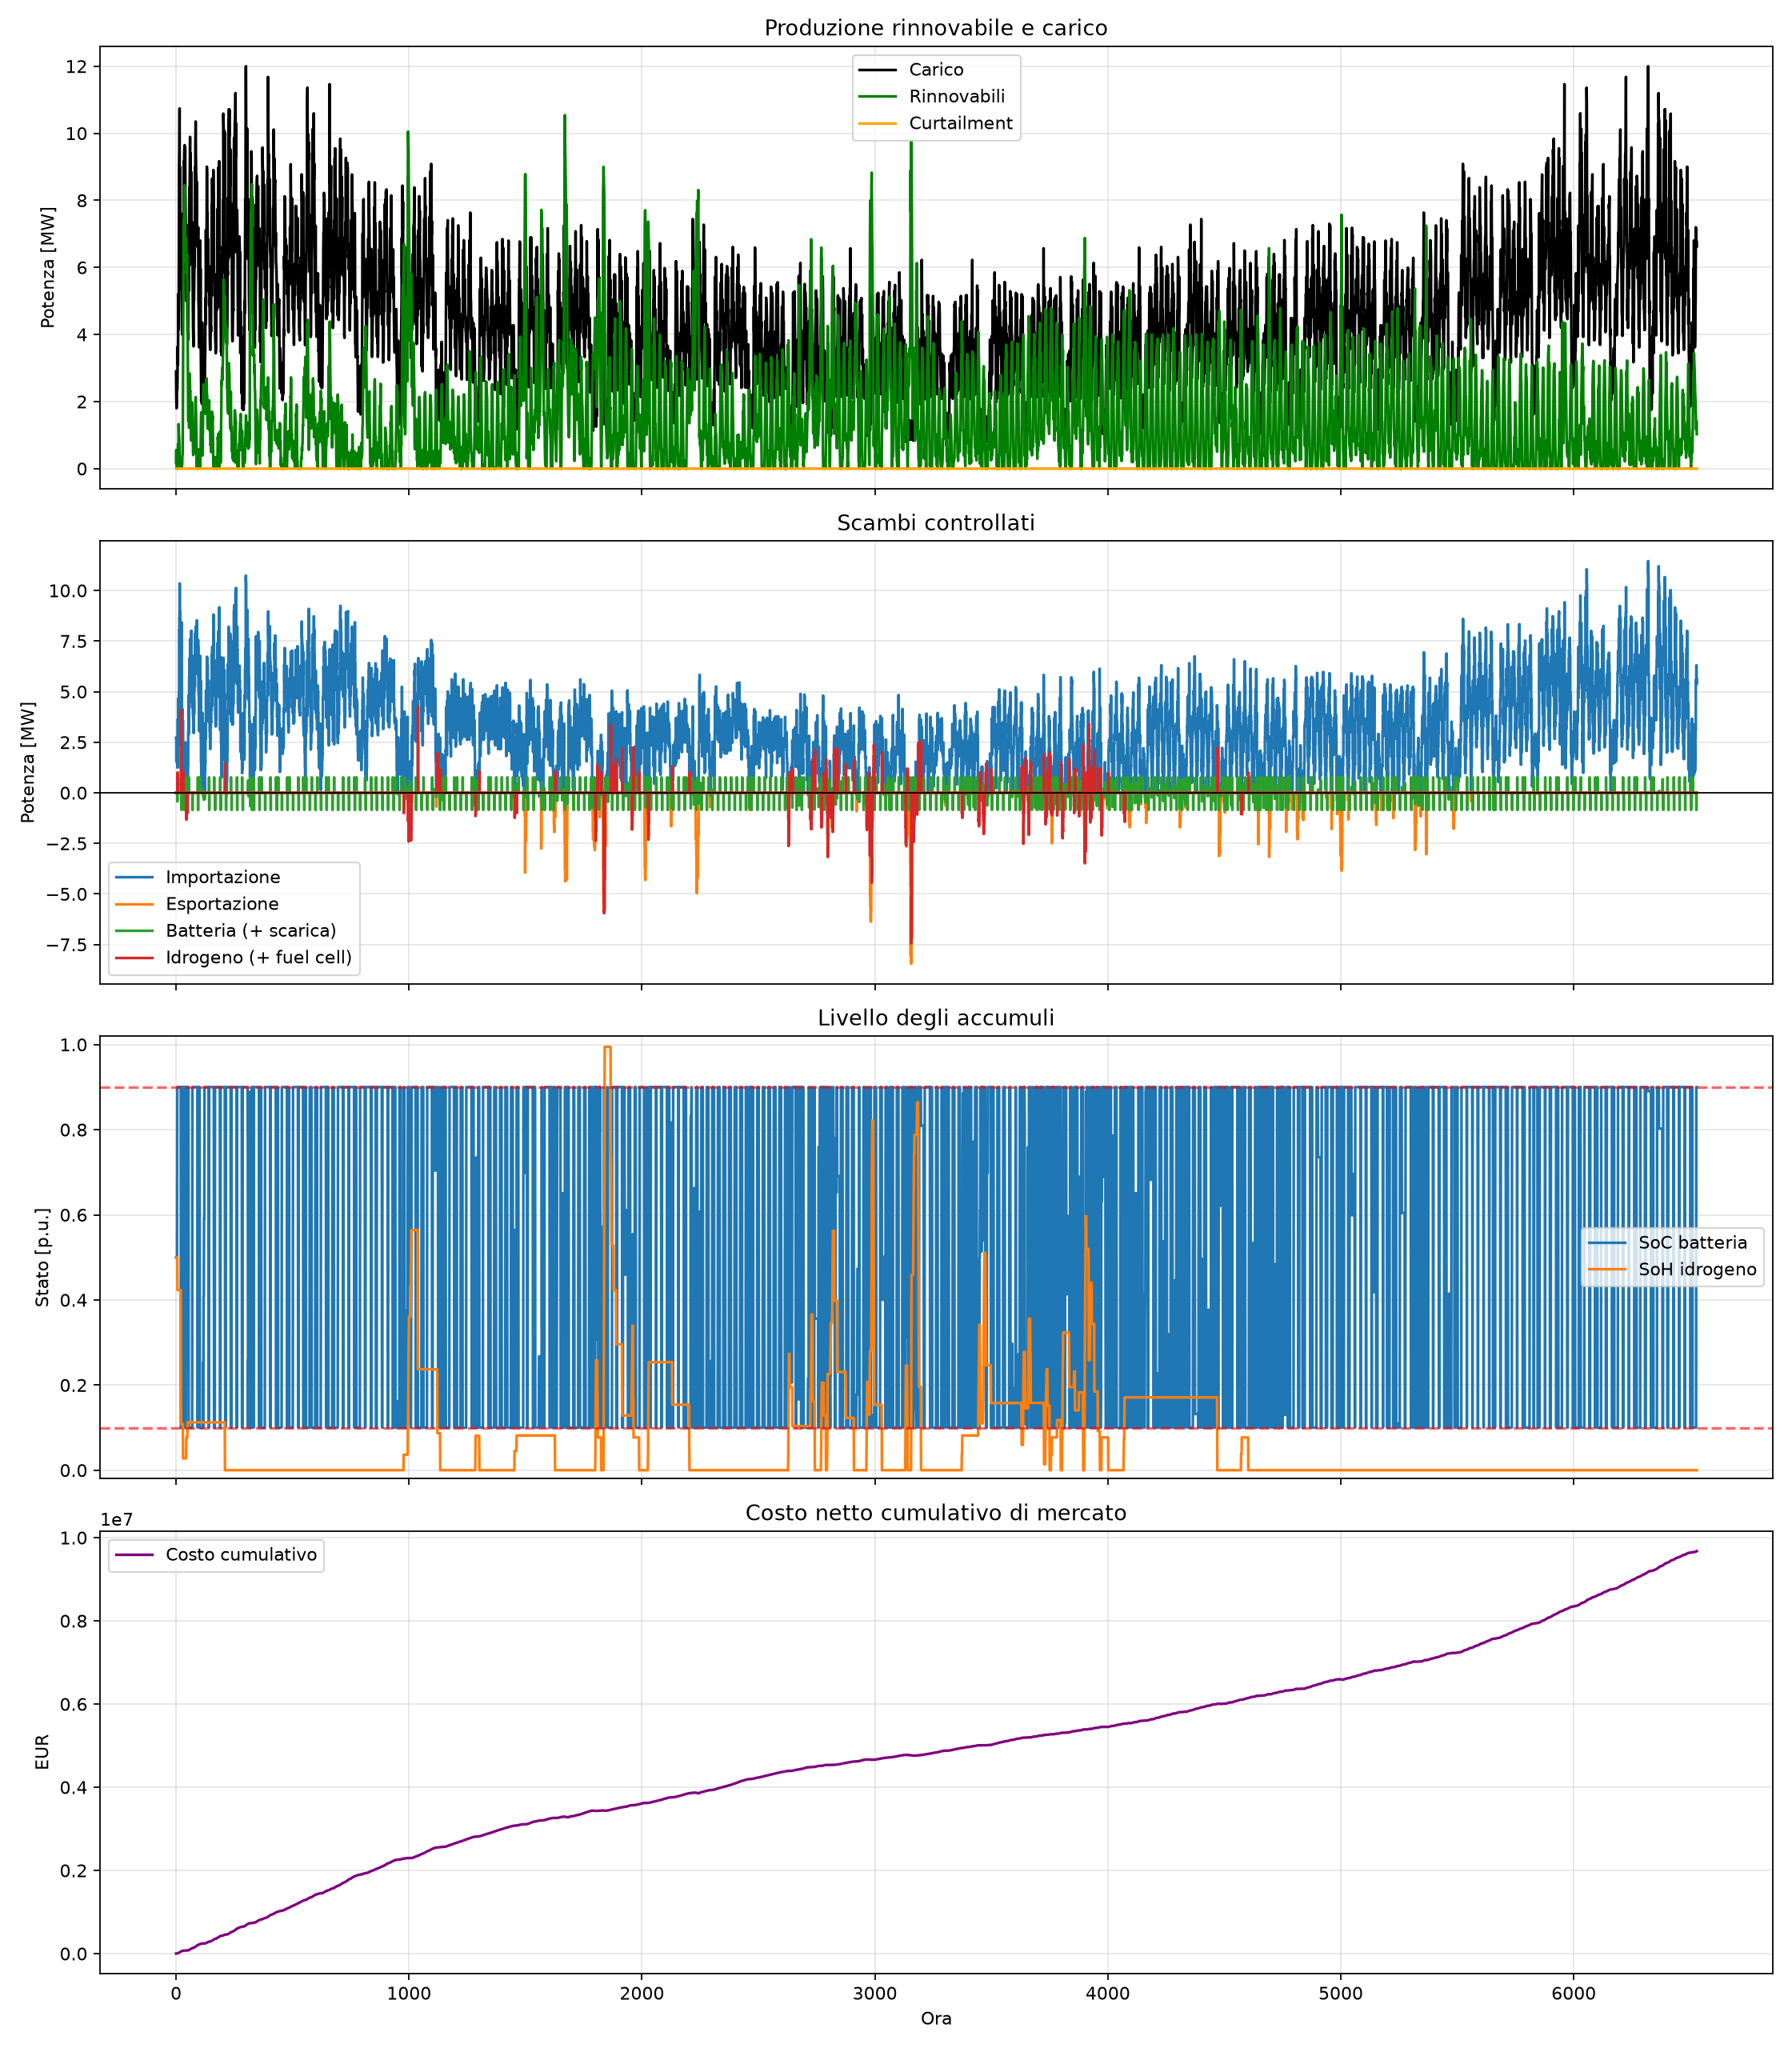 Produzione rinnovabile e carico
12
10
8
6
4
2
0
Potenza [MW]
Carico
Rinnovabili
Curtailment
Scambi controllati
10.0
7.5
5.0
2.5
0.0
−2.5
−5.0
−7.5
Potenza [MW]
Importazione
Esportazione
Batteria (+ scarica)
Idrogeno (+ fuel cell)
Livello degli accumuli
1.0
0.8
0.6
0.4
0.2
0.0
Stato [p.u.]
SoC batteria
SoH idrogeno
Costo netto cumulativo di mercato
1e7
1.0
0.8
0.6
0.4
0.2
0.0
EUR
Costo cumulativo
0 1000 2000 3000 4000 5000 6000
Ora